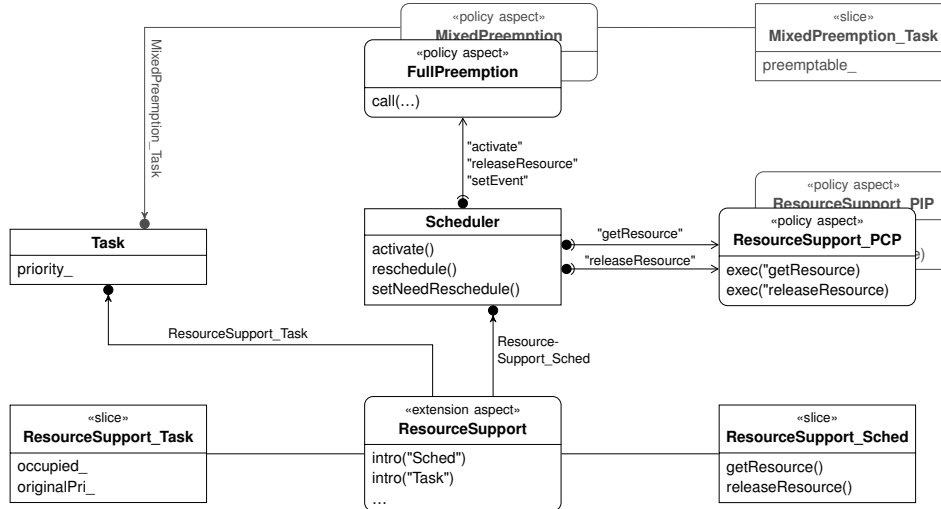 «policy aspect»
MixedPreemption
«slice»
MixedPreemption_Task
preemptable_
«policy aspect»
FullPreemption
call(…)
MixedPreemption_Task
"activate"
"releaseResource"
"setEvent"
«policy aspect»
ResourceSupport_PIP
e)
Task
priority_
Scheduler
activate()
reschedule()
setNeedReschedule()
"getResource"
"releaseResource"
«policy aspect»
ResourceSupport_PCP
exec("getResource)
exec("releaseResource)
ResourceSupport_Task
Resource-
Support_Sched
«slice»
ResourceSupport_Task
occupied_
originalPri_
«extension aspect»
ResourceSupport
intro("Sched")
intro("Task")
…
«slice»
ResourceSupport_Sched
getResource()
releaseResource()